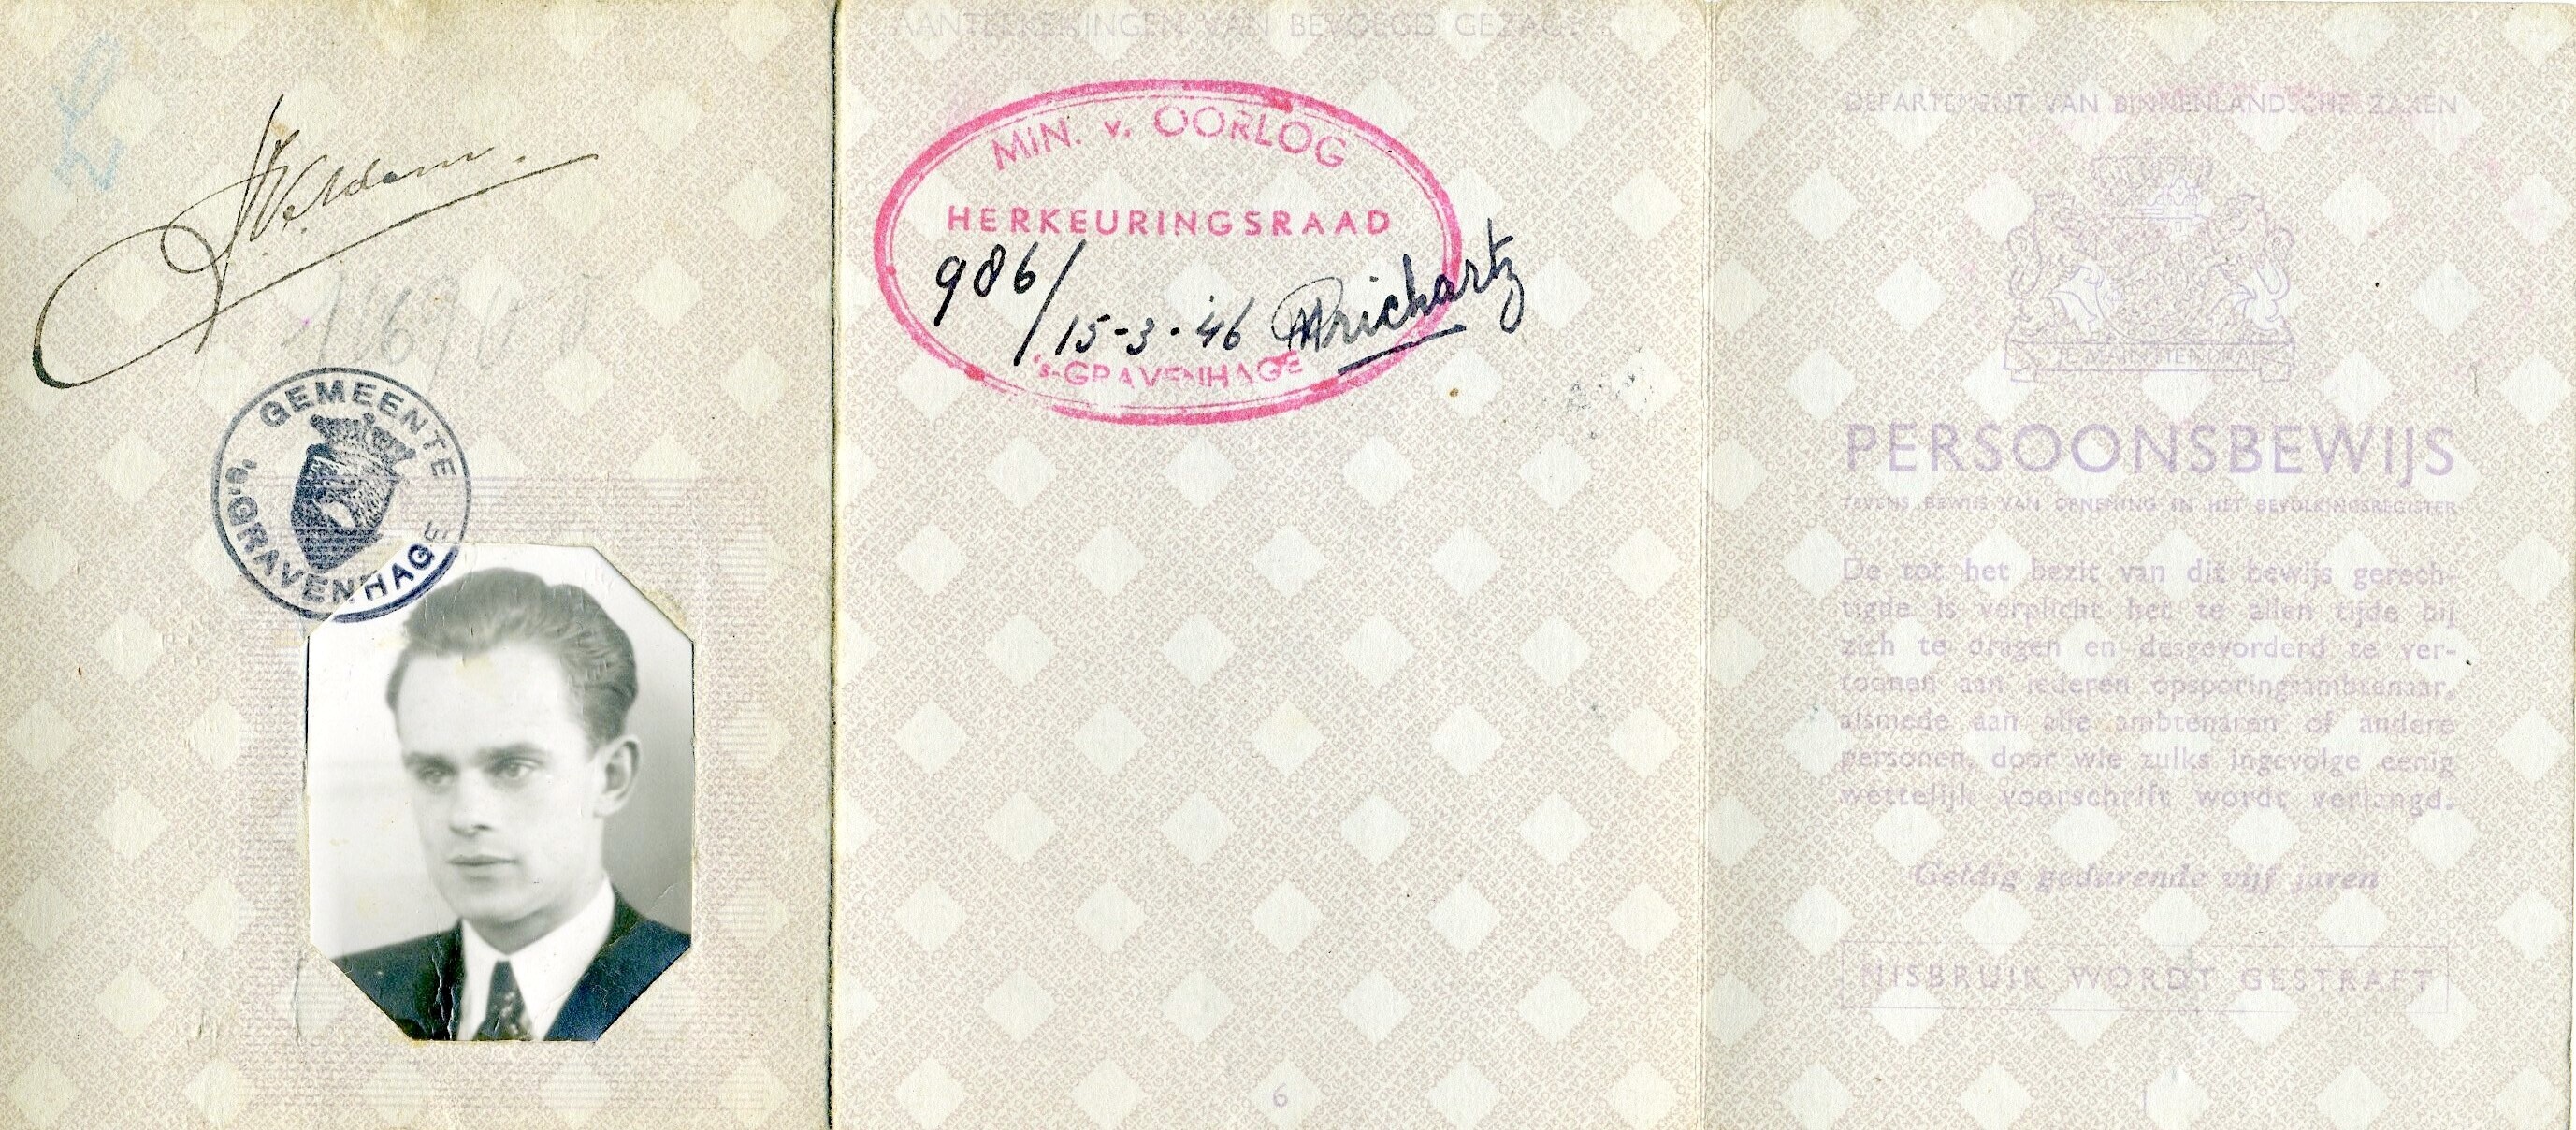 GEMEENTE
's-GRAVENHAGE
AANTEEKENINGEN VAN BEVOEGD GEZAG
MIN. v. OORLOG
HERKEURINGSRAAD
986/
15-3-'46 richartz
's-GRAVENHAGE
6
DEPARTEMENT VAN BINNENLANDSCHE ZAKEN
JE MAINTIENDRAI
PERSOONSBEWIJS
TEVENS BEWIJS VAN OPNEMING IN HET BEVOLKINGSREGISTER
De tot het bezit van dit bewijs gerech-
tigde is verplicht het te allen tijde bij
zich te dragen en desgevorderd te ver-
toonen aan iederen opsporingsambtenaar,
alsmede aan alle ambtenaren of andere
personen, door wie zulks ingevolge eenig
wettelijk voorschrift wordt verlangd.
Geldig gedurende vijf jaren
MISBRUIK WORDT GESTRAFT